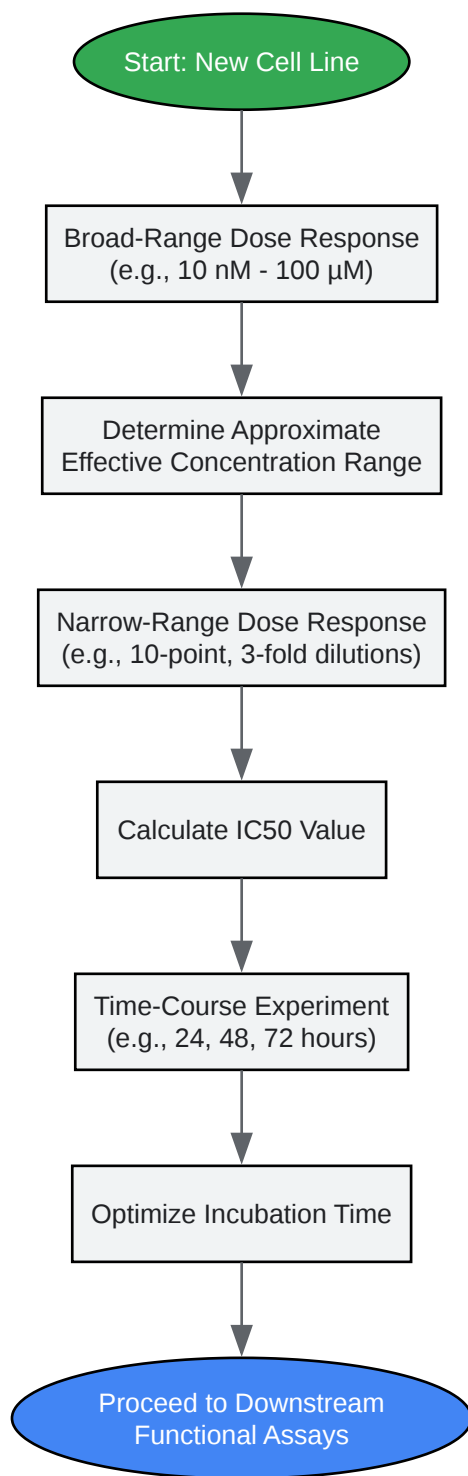 Start: New Cell Line
Broad-Range Dose Response
(e.g., 10 nM - 100 µM)
Determine Approximate
Effective Concentration Range
Narrow-Range Dose Response
(e.g., 10-point, 3-fold dilutions)
Calculate IC50 Value
Time-Course Experiment
(e.g., 24, 48, 72 hours)
Optimize Incubation Time
Proceed to Downstream
Functional Assays